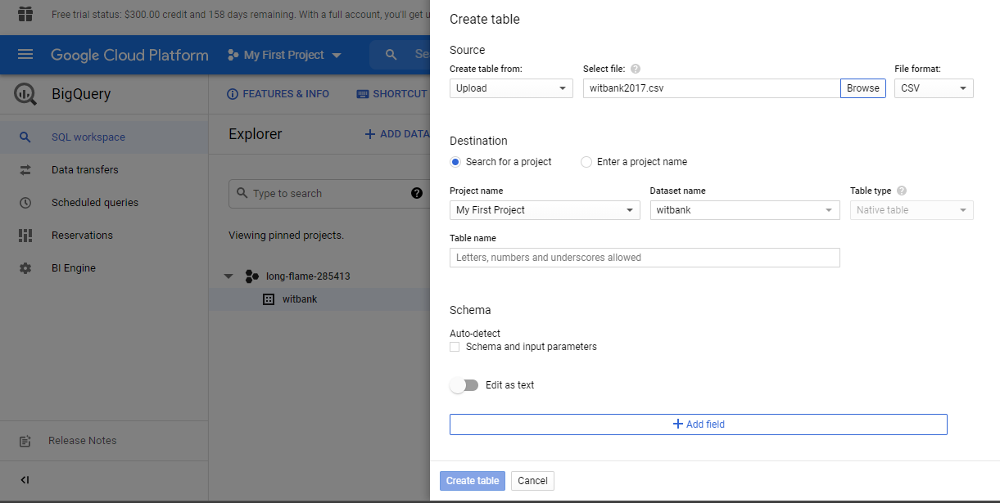 Free trial status: $300.00 credit and 158 days remaining. With a full account, you'll get u
Google Cloud Platform
My First Project
Se
BigQuery
FEATURES & INFO
SHORTCUT
SQL workspace
Data transfers
Scheduled queries
Reservations
BI Engine
Release Notes
Explorer
ADD DATA
Type to search
?
Viewing pinned projects.
long-flame-285413
witbank
Create table
Source
Create table from: Select file: ? File format:
Upload witbank2017.csv Browse CSV
Destination
Search for a project Enter a project name
Project name Dataset name Table type ?
My First Project witbank Native table
Table name
Letters, numbers and underscores allowed
Schema
Auto-detect
Schema and input parameters
Edit as text
Add field
Create table Cancel